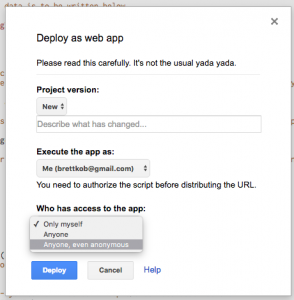 data is to be written below
Deploy as web app
Please read this carefully. It's not the usual yada yada.
Project version:
New
Describe what has changed...
Execute the app as:
Me (brettkob@gmail.com)
You need to authorize the script before distributing the URL.
Who has access to the app:
✓ Only myself
Anyone
Anyone, even anonymous
Deploy Cancel Help